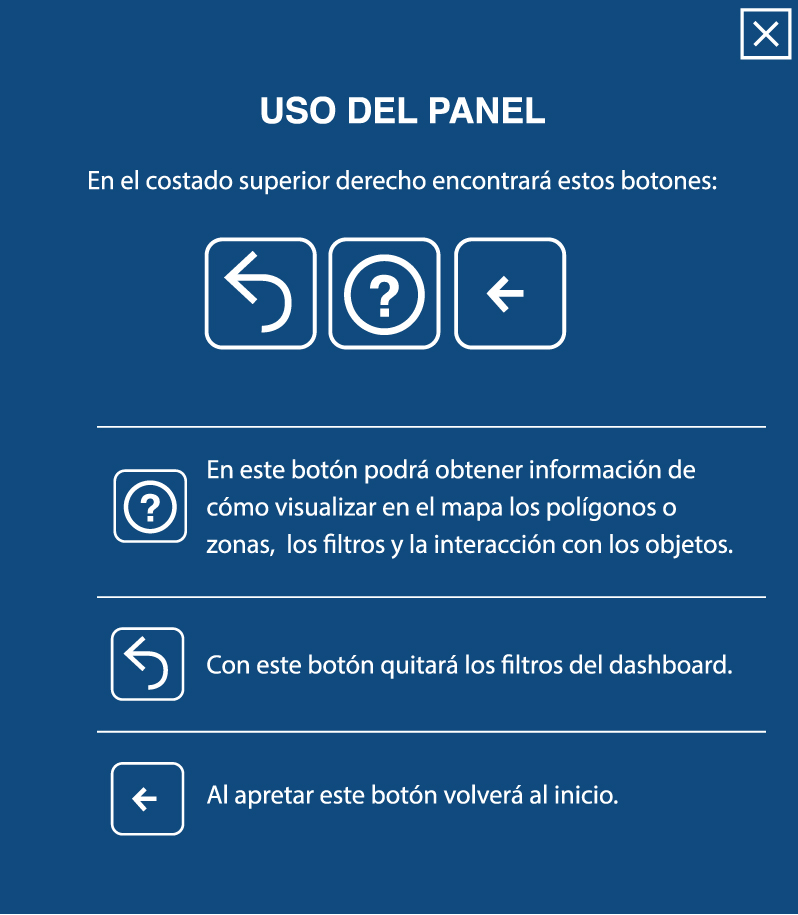 USO DEL PANEL
En el costado superior derecho encontrará estos botones:
?
?
En este botón podrá obtener información de
cómo visualizar en el mapa los polígonos o
zonas, los filtros y la interacción con los objetos.
Con este botón quitará los filtros del dashboard.
Al apretar este botón volverá al inicio.